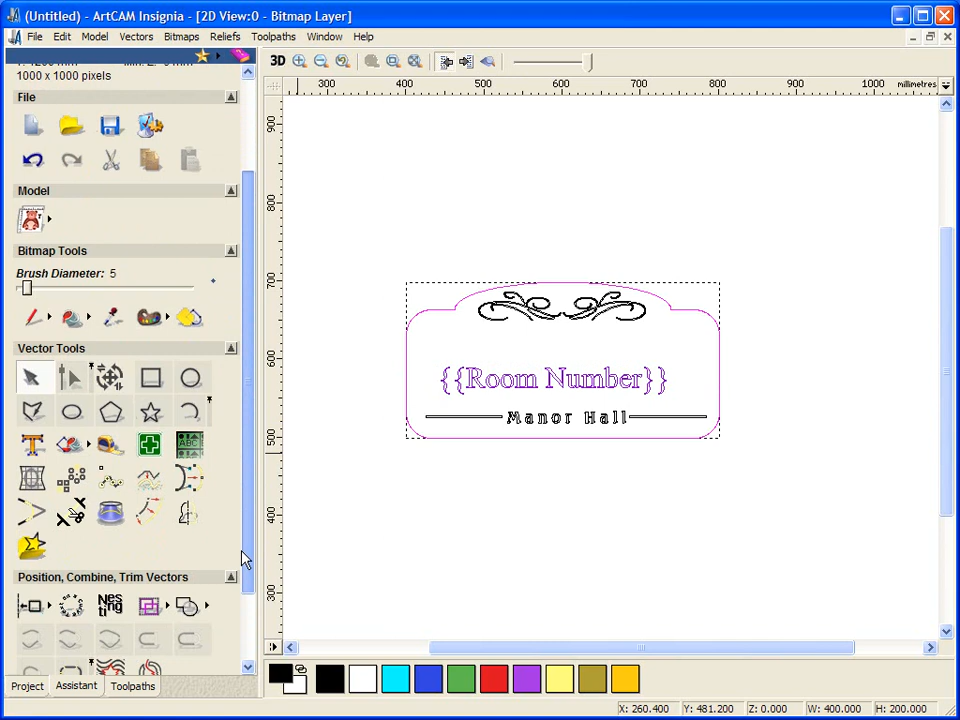 (Untitled) - ArtCAM Insignia - [2D View:0 - Bitmap Layer]
File Edit Model Vectors Bitmaps Reliefs Toolpaths Window Help
1000 x 1000 pixels
3D
300 400 500 600 700 800 900 1000 millimetres
File
Model
Bitmap Tools
Brush Diameter: 5
Vector Tools
ABC
Position, Combine, Trim Vectors
Nes
ting
900
800
700
600
500
400
300
{{Room Number}}
Manor Hall
Project Assistant Toolpaths
X: 260.400 Y: 481.200 Z: 0.000 W: 400.000 H: 200.000